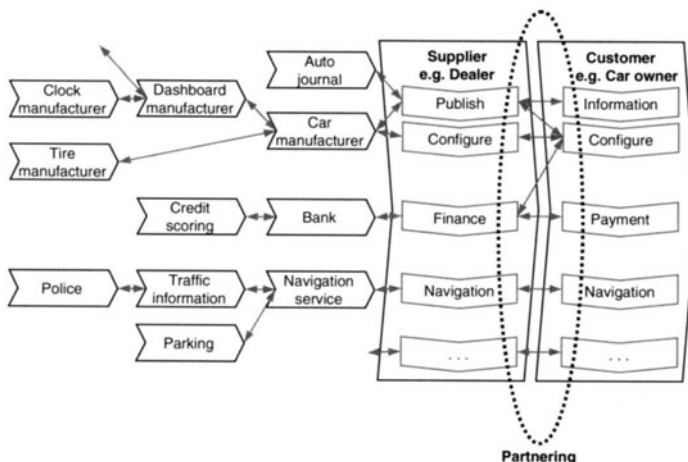 Auto
journal
Supplier
e.g. Dealer
Customer
e.g. Car owner
Clock
manufacturer
Dashboard
manufacturer
Car
manufacturer
Publish
Information
Configure
Configure
Tire
manufacturer
Credit
scoring
Bank
Finance
Payment
Police
Traffic
information
Navigation
service
Navigation
Navigation
Parking
. . .
. . .
Partnering